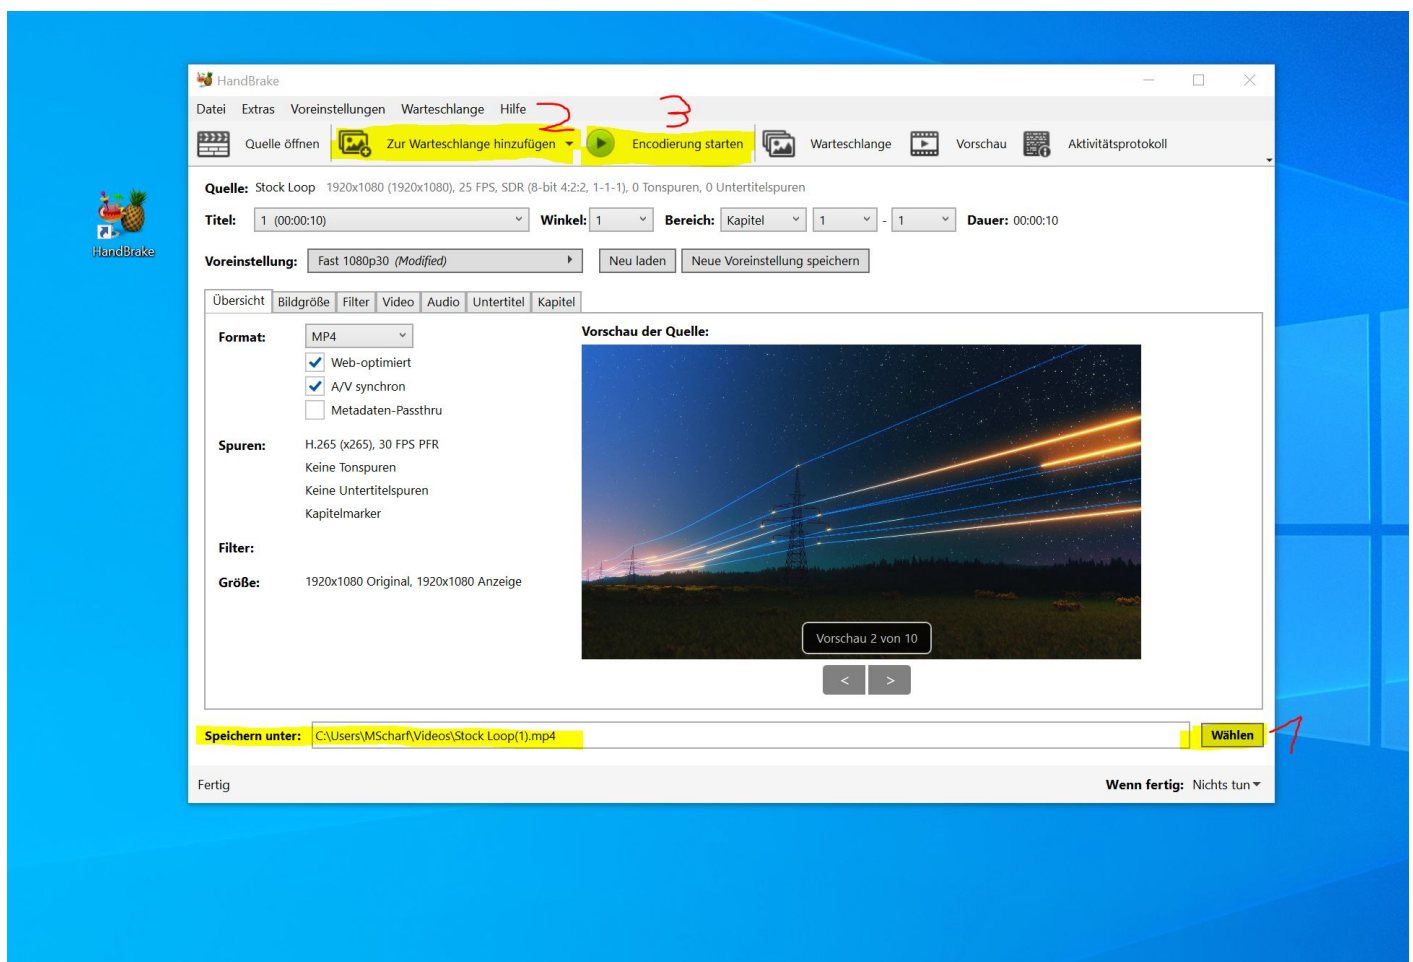 HandBrake
Datei Extras Voreinstellungen Warteschlange Hilfe 2 3
Quelle öffnen Zur Warteschlange hinzufügen Encodierung starten Warteschlange Vorschau Aktivitätsprotokoll
Quelle: Stock Loop 1920x1080 (1920x1080), 25 FPS, SDR (8-bit 4:2:2, 1-1-1), 0 Tonspuren, 0 Untertitelspuren
Titel: 1 (00:00:10) Winkel: 1 Bereich: Kapitel 1 - 1 Dauer: 00:00:10
HandBrake
Voreinstellung: Fast 1080p30 (Modified) Neu laden Neue Voreinstellung speichern
Übersicht Bildgröße Filter Video Audio Untertitel Kapitel
Format: MP4 Vorschau der Quelle:
Web-optimiert
A/V synchron
Metadaten-Passthru
Spuren: H.265 (x265), 30 FPS PFR
Keine Tonspuren
Keine Untertitelspuren
Kapitelmarker
Filter:
Größe: 1920x1080 Original, 1920x1080 Anzeige
Vorschau 2 von 10
< >
Speichern unter: C:\Users\MScharf\Videos\Stock Loop(1).mp4 Wählen 1
Fertig Wenn fertig: Nichts tun